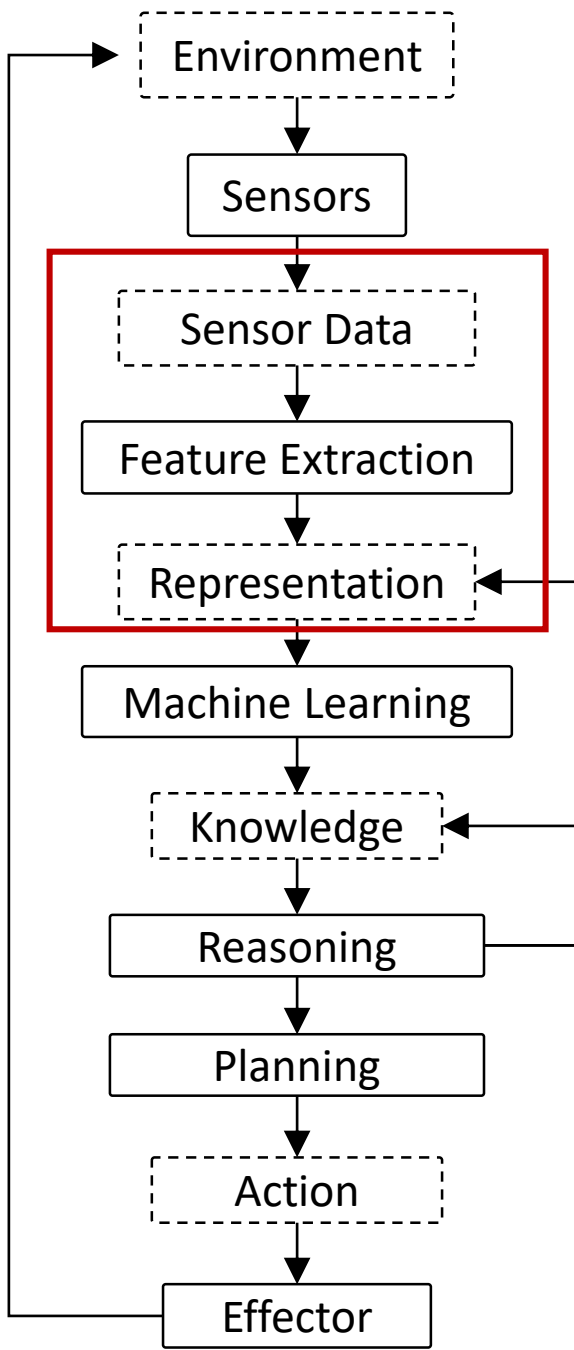 Environment
Sensors
Sensor Data
Feature Extraction
Representation
Machine Learning
Knowledge
Reasoning
Planning
Action
Effector